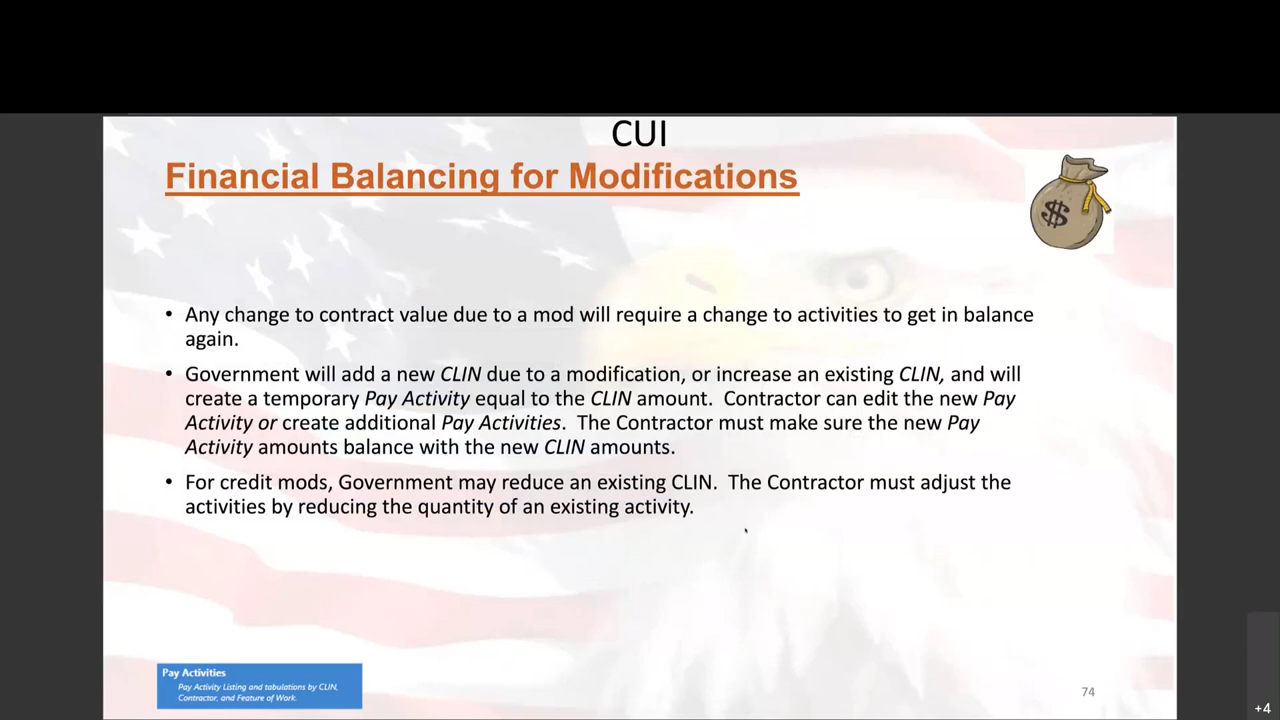 CUI
Financial Balancing for Modifications
$
• Any change to contract value due to a mod will require a change to activities to get in balance
again.
• Government will add a new CLIN due to a modification, or increase an existing CLIN, and will
create a temporary Pay Activity equal to the CLIN amount.  Contractor can edit the new Pay
Activity or create additional Pay Activities.  The Contractor must make sure the new Pay
Activity amounts balance with the new CLIN amounts.
• For credit mods, Government may reduce an existing CLIN.  The Contractor must adjust the
activities by reducing the quantity of an existing activity.
Pay Activities
Pay Activity Listing and tabulations by CLIN,
Contractor, and Feature of Work.
74
+4